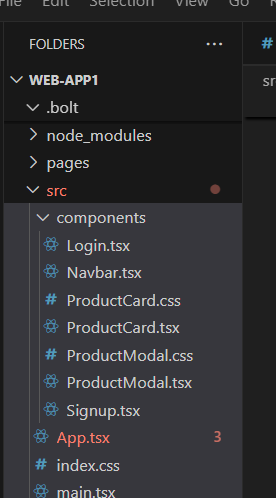 File Edit Selection View Go
FOLDERS ...
WEB-APP1
.bolt
node_modules
pages
src
components
Login.tsx
Navbar.tsx
# ProductCard.css
ProductCard.tsx
# ProductModal.css
ProductModal.tsx
Signup.tsx
App.tsx 3
# index.css
main.tsx
#
sr